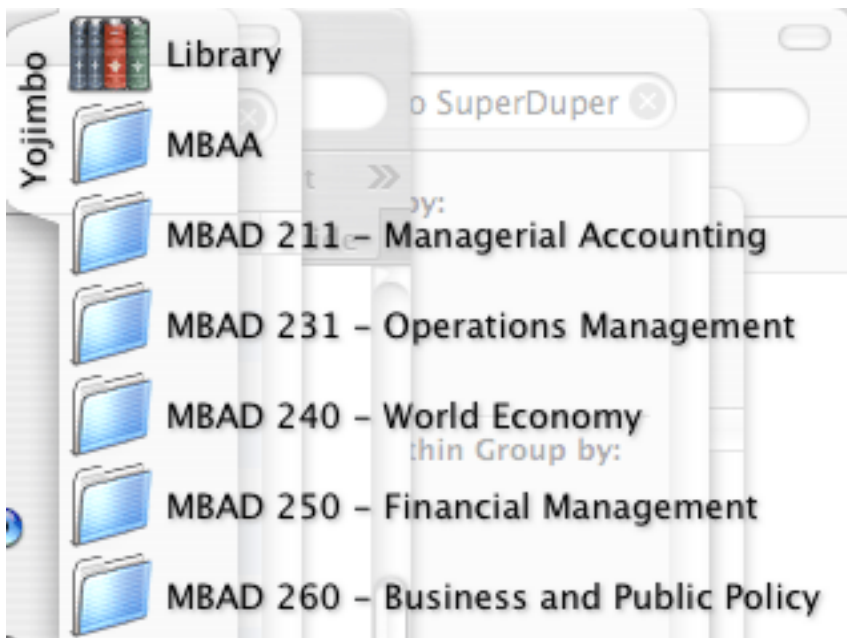 Yojimbo
Library
o SuperDuper
MBAA
t
by:
MBAD 211 – Managerial Accounting
MBAD 231 – Operations Management
MBAD 240 – World Economy
thin Group by:
MBAD 250 – Financial Management
MBAD 260 – Business and Public Policy